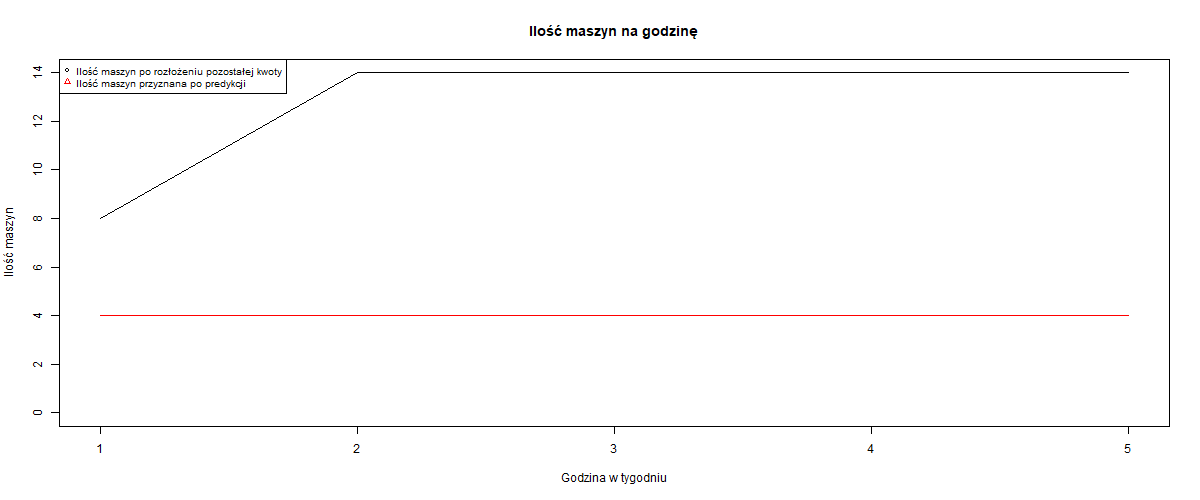 Ilość maszyn na godzinę
Ilość maszyn po rozłożeniu pozostałej kwoty
Ilość maszyn przyznana po predykcji
Ilość maszyn
14
12
10
8
6
4
2
0
1 2 3 4 5
Godzina w tygodniu